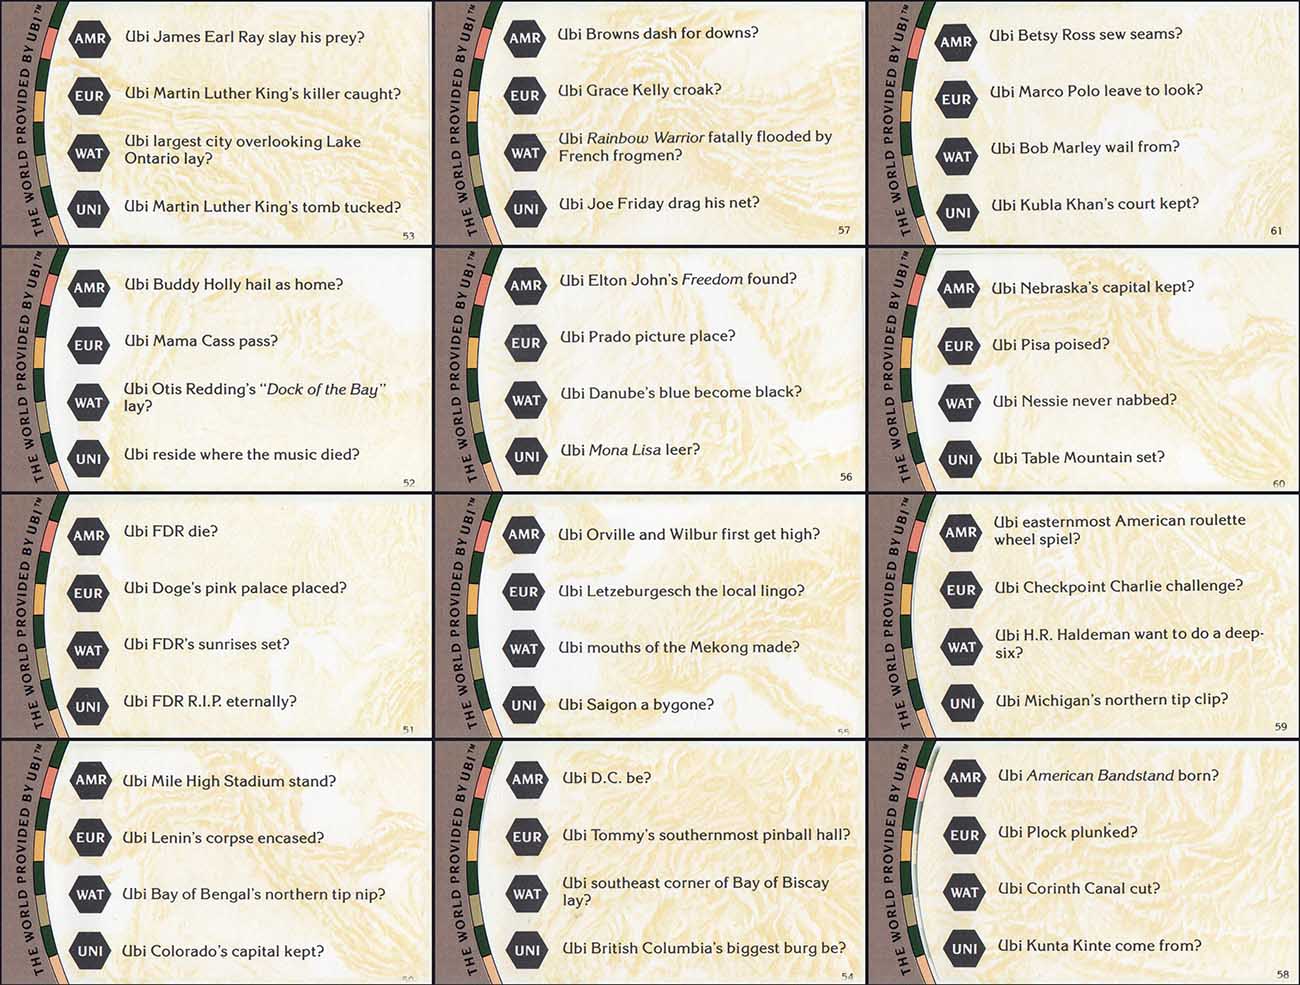 THE WORLD PROVIDED BY UBI™
AMR
Ubi James Earl Ray slay his prey?
EUR
Ubi Martin Luther King's killer caught?
WAT
Ubi largest city overlooking Lake
Ontario lay?
UNI
Ubi Martin Luther King's tomb tucked?
53
THE WORLD PROVIDED BY UBI™
AMR
Ubi Browns dash for downs?
EUR
Ubi Grace Kelly croak?
WAT
Ubi Rainbow Warrior fatally flooded by
French frogmen?
UNI
Ubi Joe Friday drag his net?
57
THE WORLD PROVIDED BY UBI™
AMR
Ubi Betsy Ross sew seams?
EUR
Ubi Marco Polo leave to look?
WAT
Ubi Bob Marley wail from?
UNI
Ubi Kubla Khan's court kept?
61
THE WORLD PROVIDED BY UBI™
AMR
Ubi Buddy Holly hail as home?
EUR
Ubi Mama Cass pass?
WAT
Ubi Otis Redding's "Dock of the Bay"
lay?
UNI
Ubi reside where the music died?
52
THE WORLD PROVIDED BY UBI™
AMR
Ubi Elton John's Freedom found?
EUR
Ubi Prado picture place?
WAT
Ubi Danube's blue become black?
UNI
Ubi Mona Lisa leer?
56
THE WORLD PROVIDED BY UBI™
AMR
Ubi Nebraska's capital kept?
EUR
Ubi Pisa poised?
WAT
Ubi Nessie never nabbed?
UNI
Ubi Table Mountain set?
60
THE WORLD PROVIDED BY UBI™
AMR
Ubi FDR die?
EUR
Ubi Doge's pink palace placed?
WAT
Ubi FDR's sunrises set?
UNI
Ubi FDR R.I.P. eternally?
51
THE WORLD PROVIDED BY UBI™
AMR
Ubi Orville and Wilbur first get high?
EUR
Ubi Letzeburgesch the local lingo?
WAT
Ubi mouths of the Mekong made?
UNI
Ubi Saigon a bygone?
55
THE WORLD PROVIDED BY UBI™
AMR
Ubi easternmost American roulette
wheel spiel?
EUR
Ubi Checkpoint Charlie challenge?
WAT
Ubi H.R. Haldeman want to do a deep-
six?
UNI
Ubi Michigan's northern tip clip?
59
THE WORLD PROVIDED BY UBI™
AMR
Ubi Mile High Stadium stand?
EUR
Ubi Lenin's corpse encased?
WAT
Ubi Bay of Bengal's northern tip nip?
UNI
Ubi Colorado's capital kept?
50
THE WORLD PROVIDED BY UBI™
AMR
Ubi D.C. be?
EUR
Ubi Tommy's southernmost pinball hall?
WAT
Ubi southeast corner of Bay of Biscay
lay?
UNI
Ubi British Columbia's biggest burg be?
54
THE WORLD PROVIDED BY UBI™
AMR
Ubi American Bandstand born?
EUR
Ubi Plock plunked?
WAT
Ubi Corinth Canal cut?
UNI
Ubi Kunta Kinte come from?
58